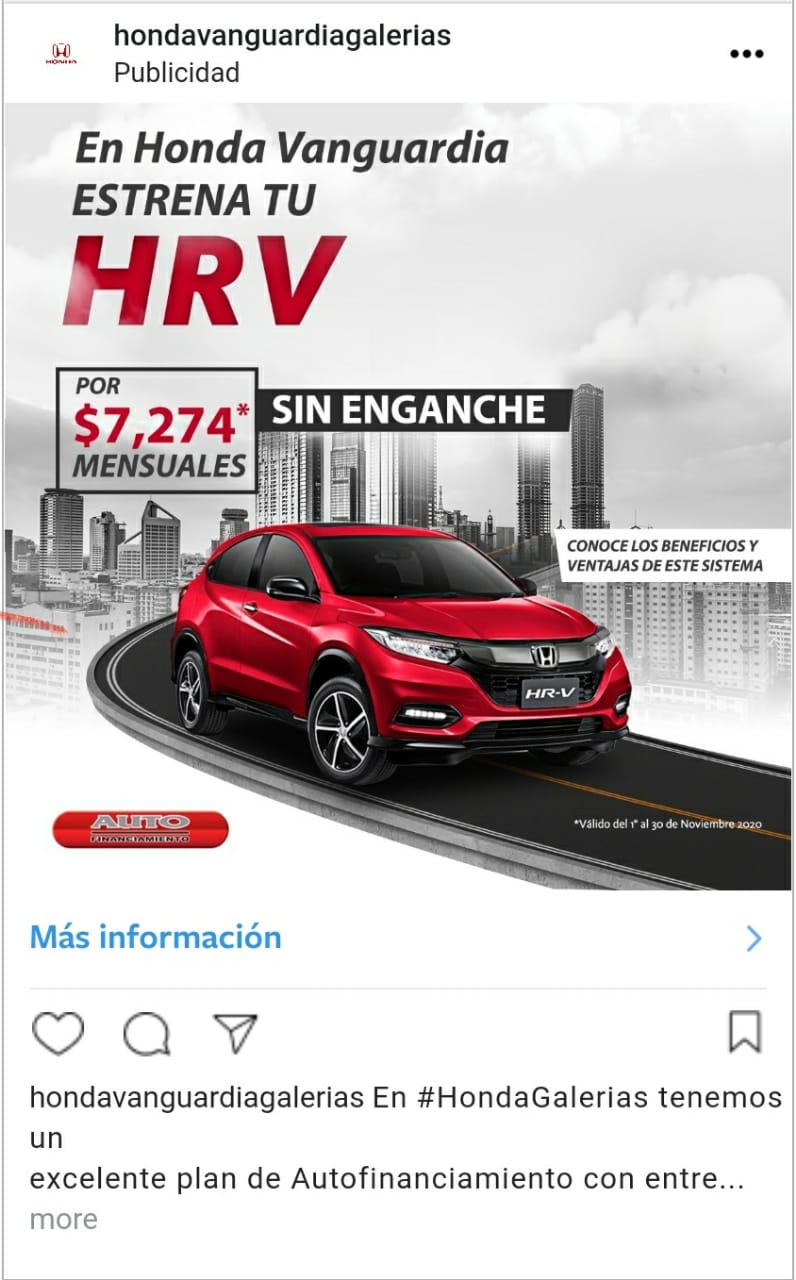 hondavanguardiagalerias
HONDA
Publicidad
En Honda Vanguardia
ESTRENA TU
HRV
POR
$7,274*
MENSUALES
SIN ENGANCHE
CONOCE LOS BENEFICIOS Y
VENTAJAS DE ESTE SISTEMA
HR-V
AUTO
FINANCIAMIENTO
*Válido del 1° al 30 de Noviembre 2020
Más información
hondavanguardiagalerias En #HondaGalerias tenemos
un
excelente plan de Autofinanciamiento con entre...
more